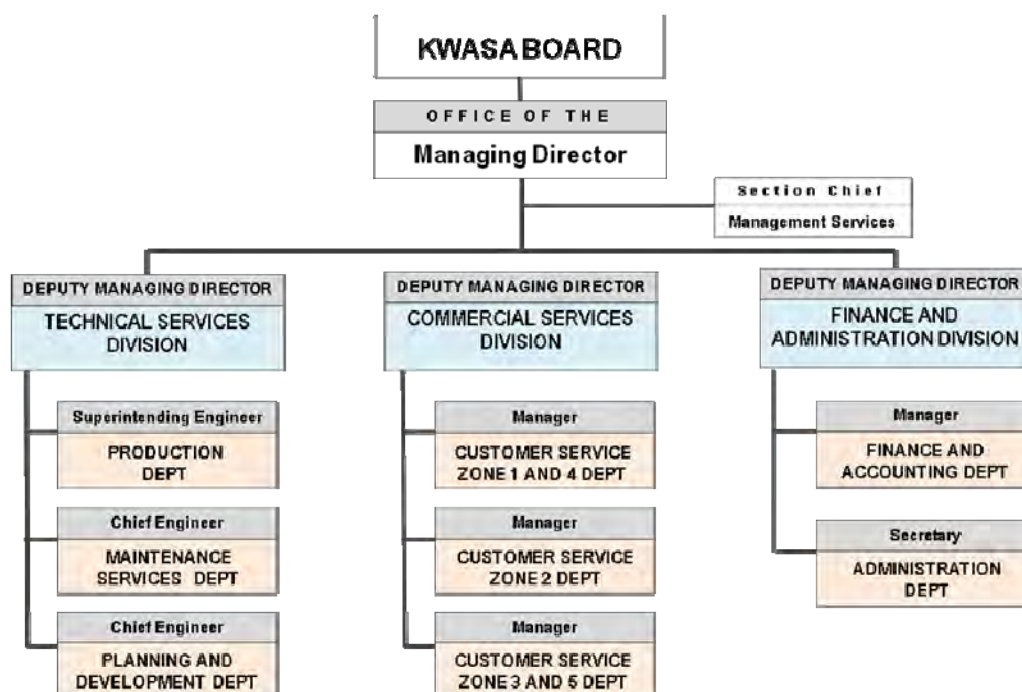 KWASA BOARD
OFFICE OF THE
Managing Director
Section Chief
Management Services
DEPUTY MANAGING DIRECTOR
TECHNICAL SERVICES
DIVISION
Superintending Engineer
PRODUCTION
DEPT
Chief Engineer
MAINTENANCE
SERVICES DEPT
Chief Engineer
PLANNING AND
DEVELOPMENT DEPT
DEPUTY MANAGING DIRECTOR
COMMERCIAL SERVICES
DIVISION
Manager
CUSTOMER SERVICE
ZONE 1 AND 4 DEPT
Manager
CUSTOMER SERVICE
ZONE 2 DEPT
Manager
CUSTOMER SERVICE
ZONE 3 AND 5 DEPT
DEPUTY MANAGING DIRECTOR
FINANCE AND
ADMINISTRATION DIVISION
Manager
FINANCE AND
ACCOUNTING DEPT
Secretary
ADMINISTRATION
DEPT